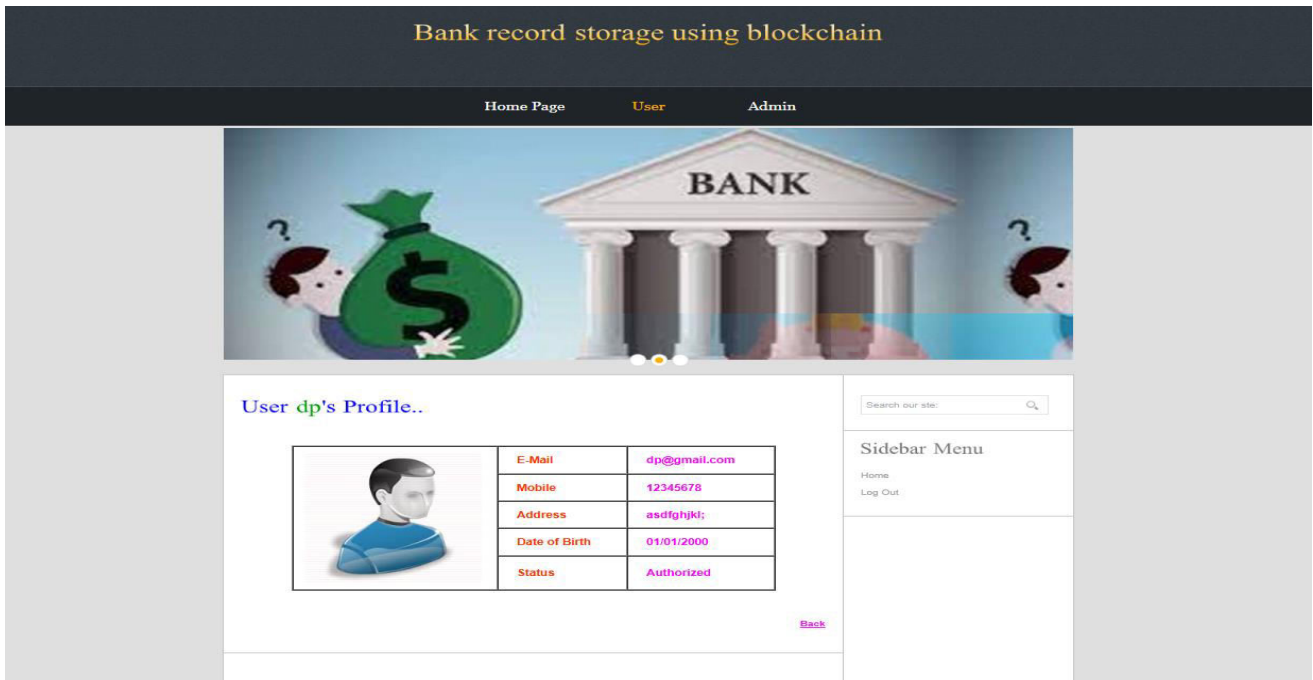 Bank record storage using blockchain
Home Page User Admin
BANK
?
?
$
User dp's Profile..
E-Mail dp@gmail.com
Mobile 12345678
Address asdfghjkl;
Date of Birth 01/01/2000
Status Authorized
Back
Search our site:
Sidebar Menu
Home
Log Out